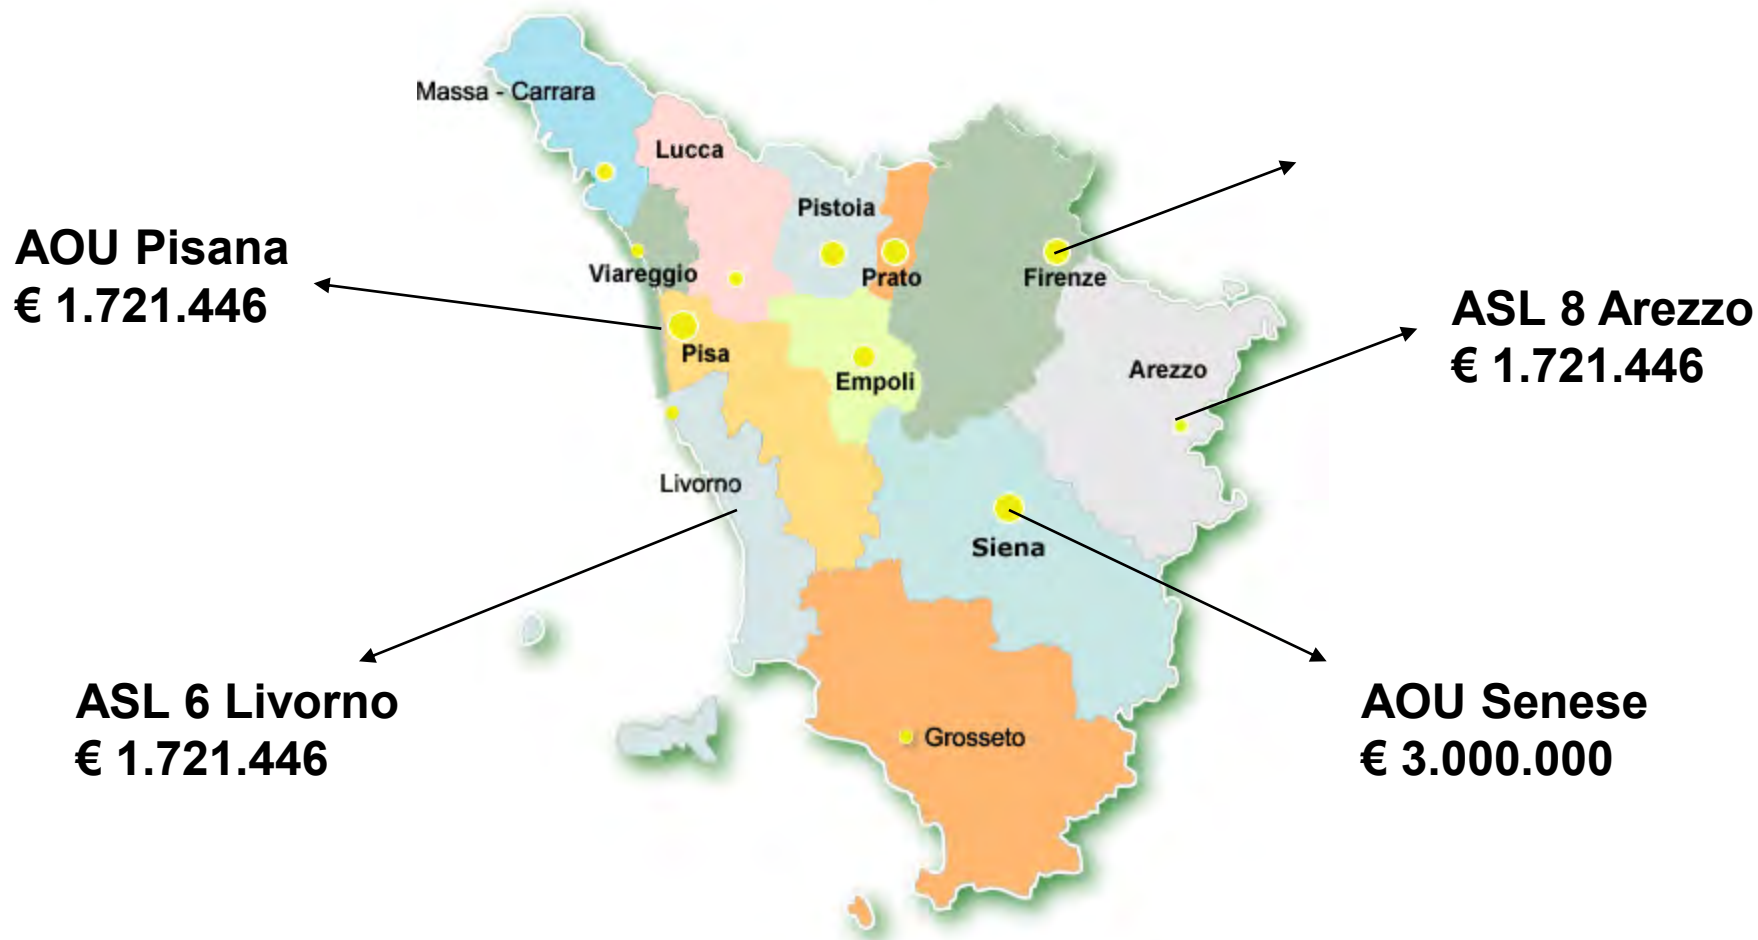 Massa - Carrara
Lucca
Pistoia
Prato
Firenze
Viareggio
Pisa
Empoli
Arezzo
Livorno
Siena
Grosseto
AOU Pisana
€ 1.721.446
ASL 8 Arezzo
€ 1.721.446
ASL 6 Livorno
€ 1.721.446
AOU Senese
€ 3.000.000